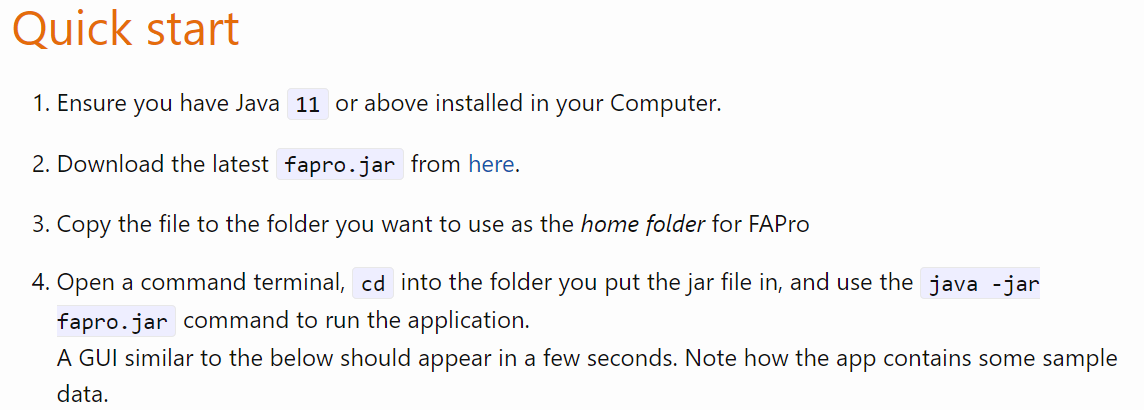 Quick start
1. Ensure you have Java 11 or above installed in your Computer.
2. Download the latest fapro.jar from here.
3. Copy the file to the folder you want to use as the home folder for FAPro
4. Open a command terminal, cd into the folder you put the jar file in, and use the java -jar
fapro.jar command to run the application.
A GUI similar to the below should appear in a few seconds. Note how the app contains some sample
data.